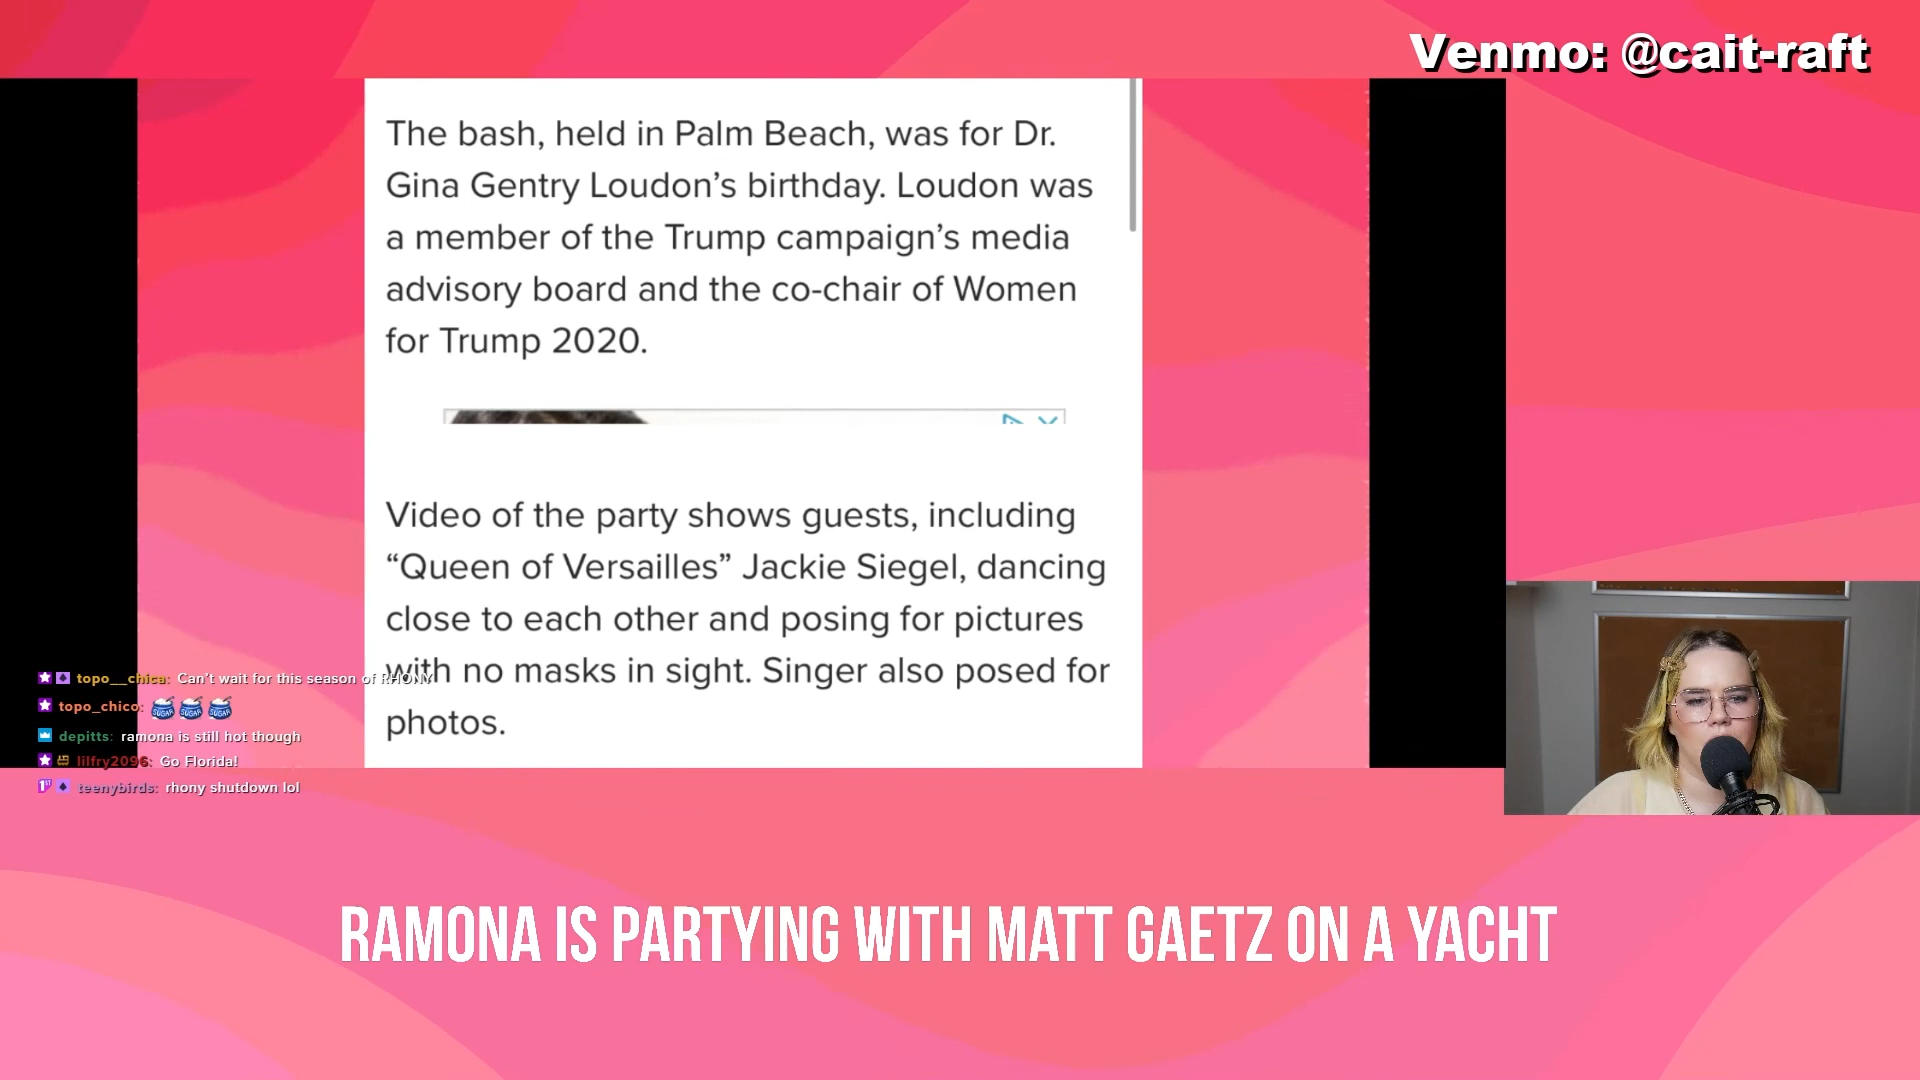 Venmo: @cait-raft
The bash, held in Palm Beach, was for Dr.
Gina Gentry Loudon’s birthday. Loudon was
a member of the Trump campaign’s media
advisory board and the co-chair of Women
for Trump 2020.
Video of the party shows guests, including
“Queen of Versailles” Jackie Siegel, dancing
close to each other and posing for pictures
with no masks in sight. Singer also posed for
photos.
topo__chica: Can't wait for this season of RHONY
topo_chico: SUGAR SUGAR SUGAR
depitts: ramona is still hot though
lilfry2096: Go Florida!
1ST teenybirds: rhony shutdown lol
RAMONA IS PARTYING WITH MATT GAETZ ON A YACHT